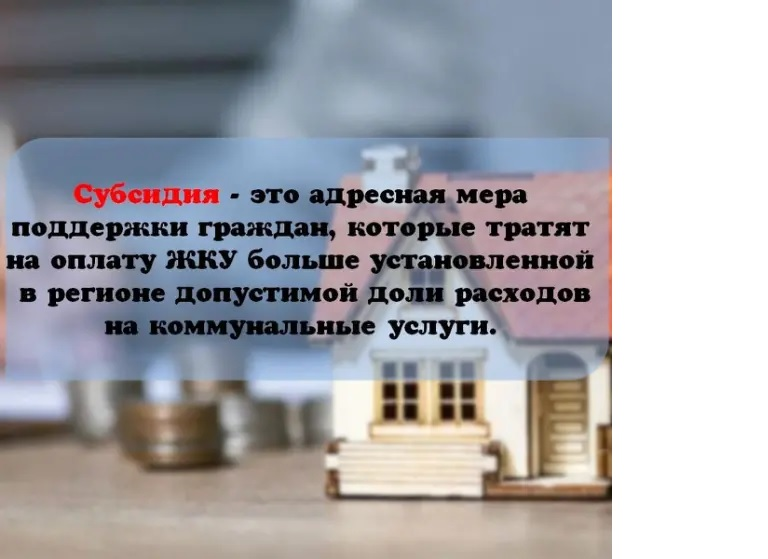 Субсидия - это адресная мера
поддержки граждан, которые тратят
на оплату ЖКУ больше установленной
в регионе допустимой доли расходов
на коммунальные услуги.